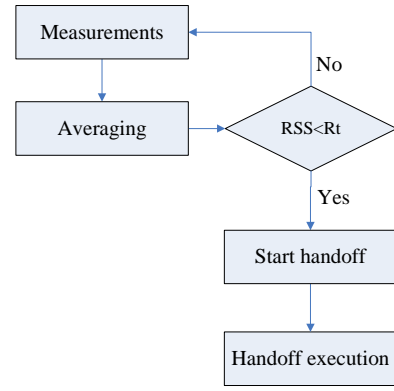 Measurements
No
Averaging
RSS<Rt
Yes
Start handoff
Handoff execution